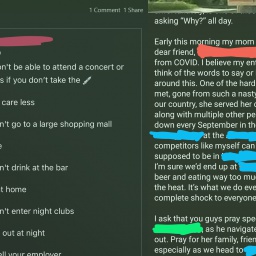 1 Comment 1 Share
n't be able to attend a concert or
s if you don't take the
care less
n't go to a large shopping mall
e
n't drink at the bar
t home
n't enter night clubs
out at night
ll your employer
asking "Why?" all day.
Early this morning my mom
dear friend,
from COVID. I believe my ent
think of the words to say or
around this. One of the hard
met, gone from such a nasty
our country, she served her c
along with multiple other pe
down every September in the
at the
competitors like myself can
supposed to be in
I'm sure we'd end up at
beer and eating way too muc
the heat. It's what we do eve
complete shock to everyone
I ask that you guys pray spe
as he navigate
out. Pray for her family, frien
especially as we head to